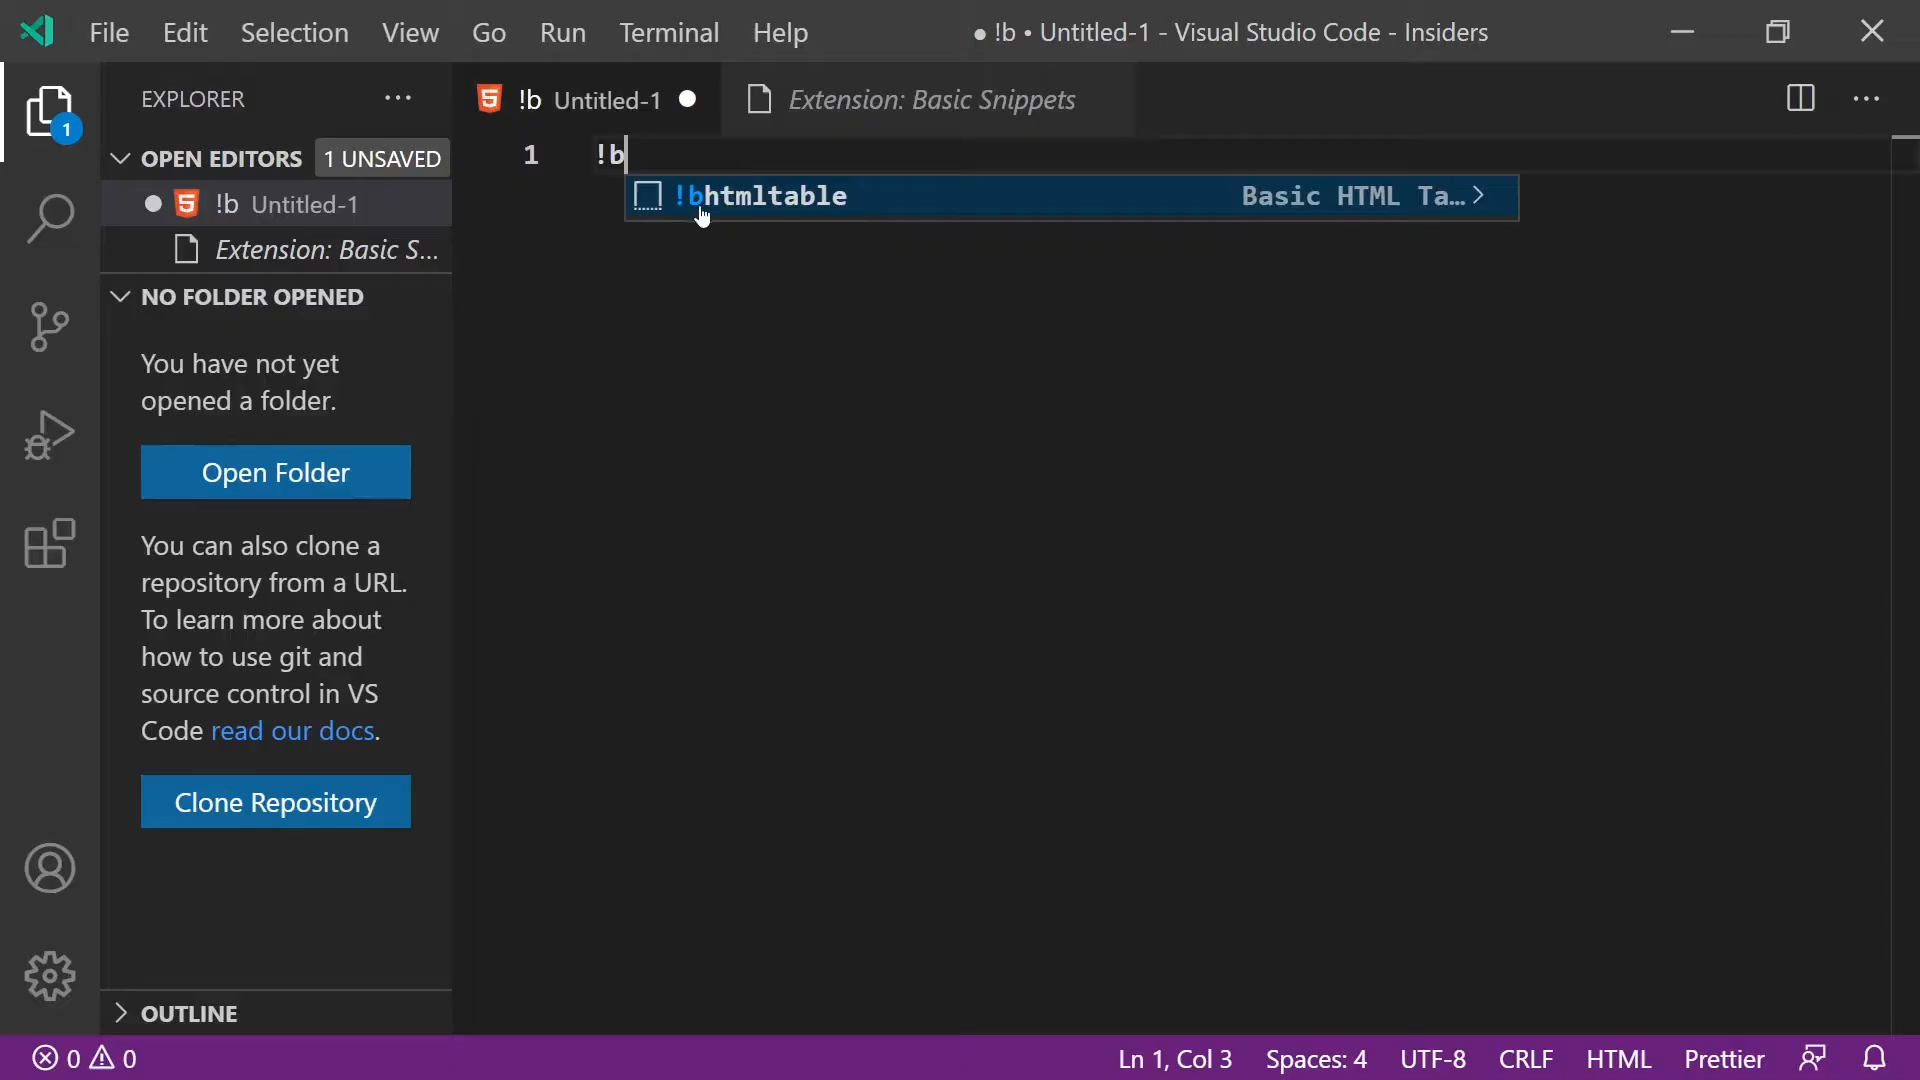 File Edit Selection View Go Run Terminal Help
● !b • Untitled-1 - Visual Studio Code - Insiders
1
EXPLORER
OPEN EDITORS 1 UNSAVED
!b Untitled-1
Extension: Basic S...
NO FOLDER OPENED
You have not yet
opened a folder.
Open Folder
You can also clone a
repository from a URL.
To learn more about
how to use git and
source control in VS
Code read our docs.
Clone Repository
OUTLINE
!b Untitled-1
Extension: Basic Snippets
1 !b
!bhtmltable Basic HTML Ta…
0 0
Ln 1, Col 3 Spaces: 4 UTF-8 CRLF HTML Prettier